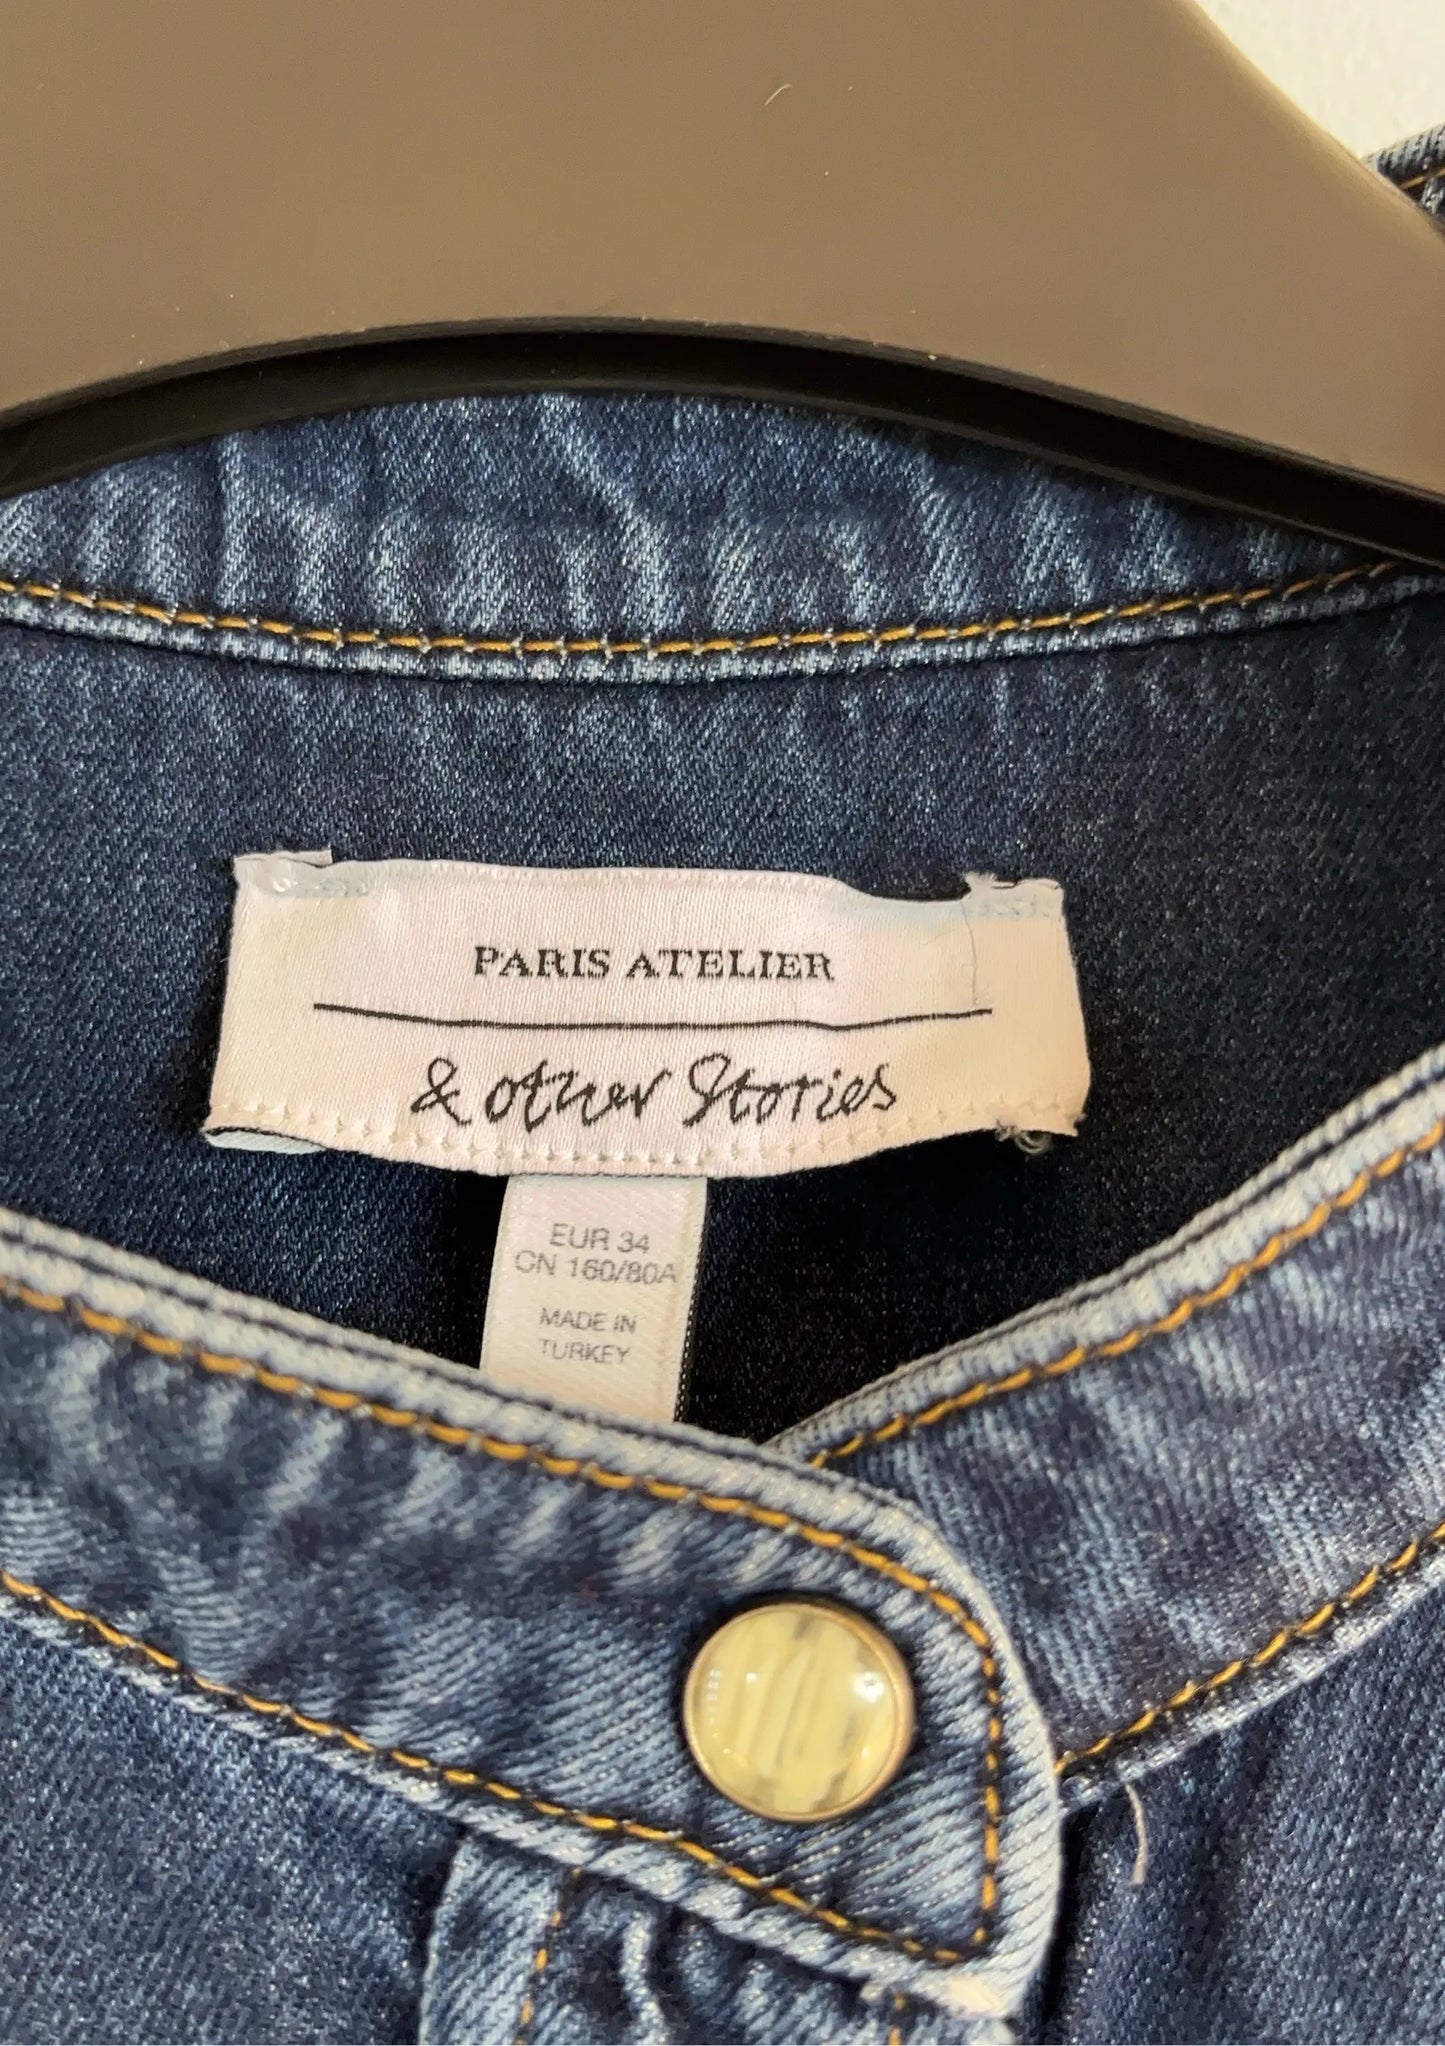 PARIS ATELIER
& other Stories
EUR 34
CN 160/80A
MADE IN
TURKEY